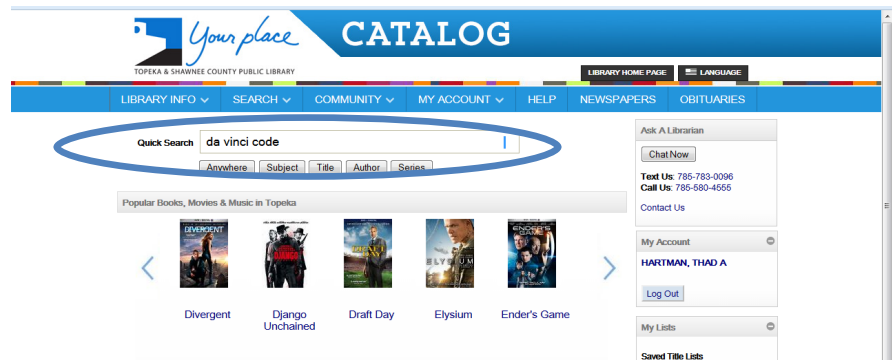 Your place
CATALOG
TOPEKA & SHAWNEE COUNTY PUBLIC LIBRARY
LIBRARY HOME PAGE
LANGUAGE
LIBRARY INFO SEARCH COMMUNITY MY ACCOUNT HELP NEWSPAPERS OBITUARIES
Quick Search da vinci code
Anywhere Subject Title Author Series
Popular Books, Movies & Music in Topeka
DIVERGENT
DJANGO
DRAFT DAY
ELYSIUM
ENDER'S GAME
Divergent
Django Unchained
Draft Day
Elysium
Ender's Game
Ask A Librarian
Chat Now
Text Us: 785-783-0096
Call Us: 785-580-4555
Contact Us
My Account
HARTMAN, THAD A
Log Out
My Lists
Saved Title Lists